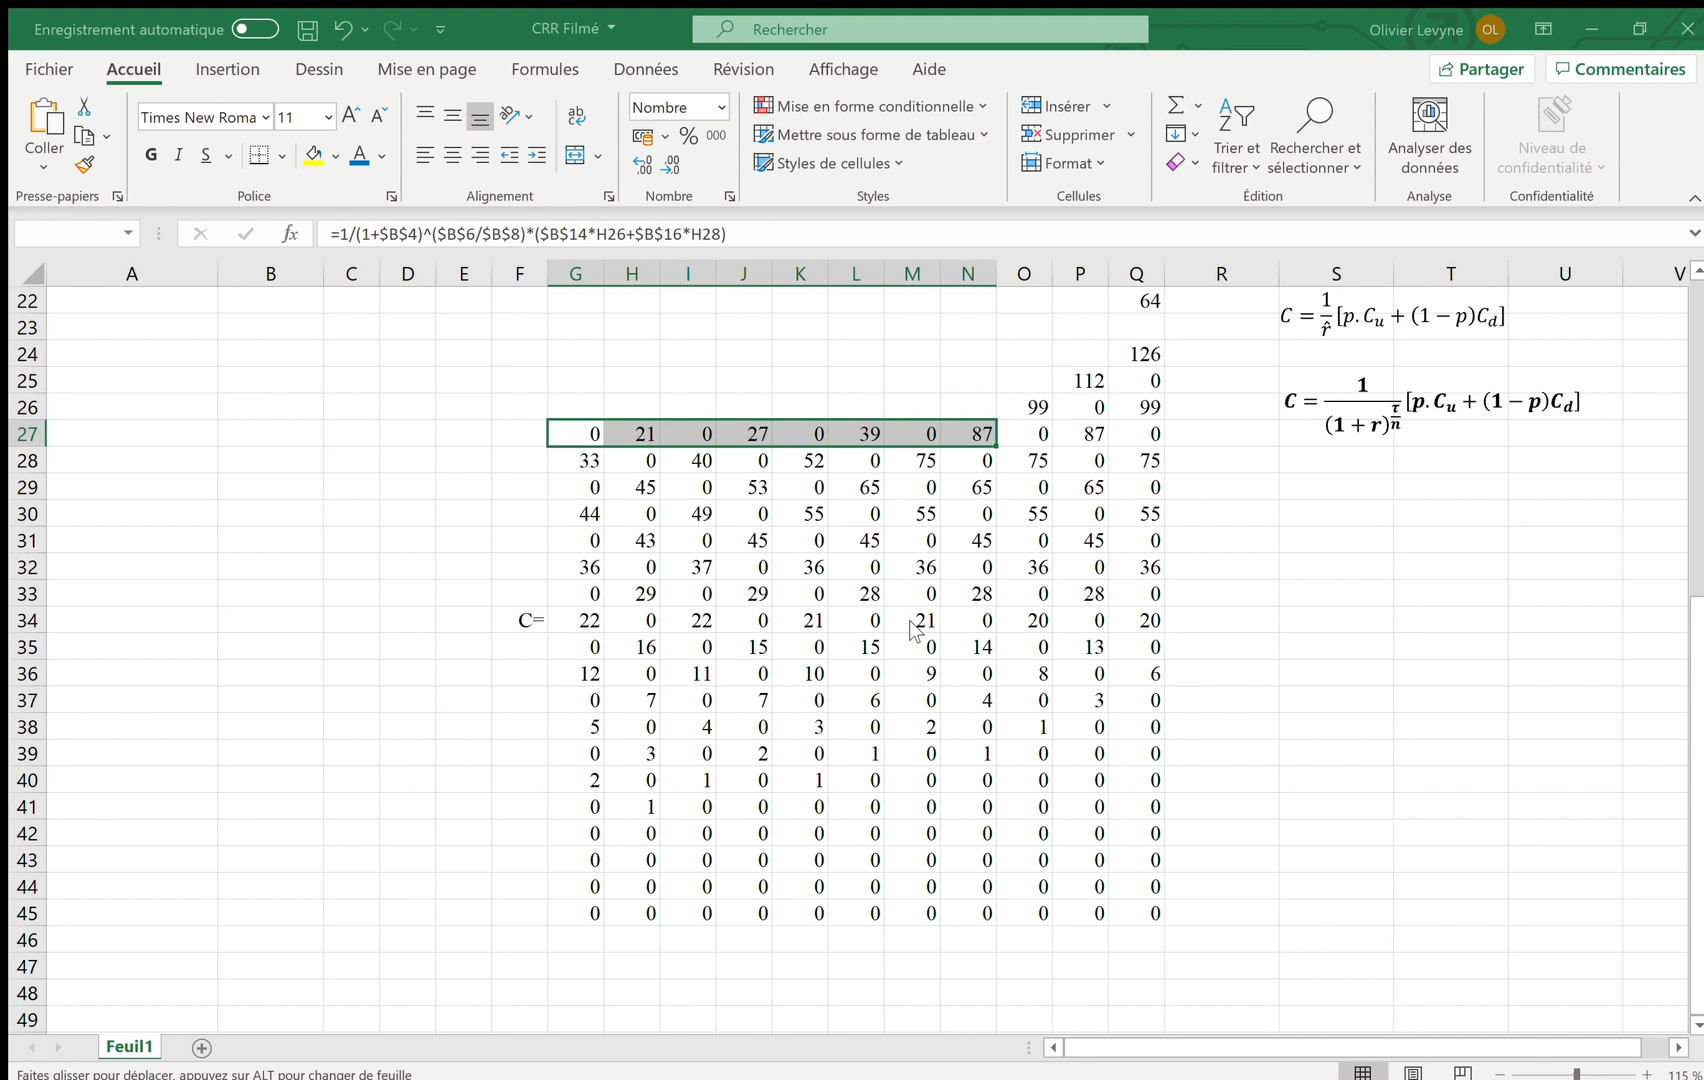 Enregistrement automatique CRR Filmé Rechercher Olivier Levyne OL
Fichier Accueil Insertion Dessin Mise en page Formules Données Révision Affichage Aide Partager Commentaires
Coller
Presse-papiers
Times New Roma 11
G I S
Police
Alignement
Nombre
% 000
Nombre
Mise en forme conditionnelle
Mettre sous forme de tableau
Styles de cellules
Styles
Insérer
Supprimer
Format
Cellules
Trier et filtrer
Rechercher et sélectionner
Édition
Analyser des données
Analyse
Niveau de confidentialité
Confidentialité
fx =1/(1+$B$4)^($B$6/$B$8)*($B$14*H26+$B$16*H28)
A B C D E F G H I J K L M N O P Q R S T U V
22 64
23
24 126
25 112 0
26 99 0 99
27 0 21 0 27 0 39 0 87 0 87 0
28 33 0 40 0 52 0 75 0 75 0 75
29 0 45 0 53 0 65 0 65 0 65 0
30 44 0 49 0 55 0 55 0 55 0 55
31 0 43 0 45 0 45 0 45 0 45 0
32 36 0 37 0 36 0 36 0 36 0 36
33 0 29 0 29 0 28 0 28 0 28 0
34 C= 22 0 22 0 21 0 21 0 20 0 20
35 0 16 0 15 0 15 0 14 0 13 0
36 12 0 11 0 10 0 9 0 8 0 6
37 0 7 0 7 0 6 0 4 0 3 0
38 5 0 4 0 3 0 2 0 1 0 0
39 0 3 0 2 0 1 0 1 0 0 0
40 2 0 1 0 1 0 0 0 0 0 0
41 0 1 0 0 0 0 0 0 0 0 0
42 0 0 0 0 0 0 0 0 0 0 0
43 0 0 0 0 0 0 0 0 0 0 0
44 0 0 0 0 0 0 0 0 0 0 0
45 0 0 0 0 0 0 0 0 0 0 0
46
47
48
49
C = 1/r̂ [p. Cᵤ + (1 − p)C_d]
C = 1/(1 + r)^(τ/n) [p. Cᵤ + (1 − p)C_d]
Feuil1
Faites glisser pour déplacer, appuyez sur ALT pour changer de feuille 115 %